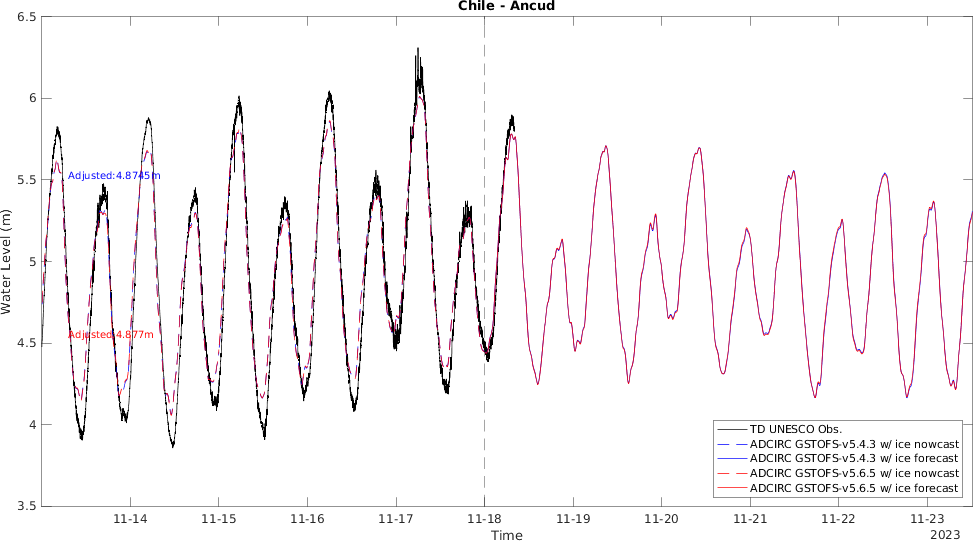 Chile - Ancud
6.5
6
5.5
5
4.5
4
3.5
Water Level (m)
Adjusted:4.8745m
Adjusted:4.877m
TD UNESCO Obs.
ADCIRC GSTOFS-v5.4.3 w/ ice nowcast
ADCIRC GSTOFS-v5.4.3 w/ ice forecast
ADCIRC GSTOFS-v5.6.5 w/ ice nowcast
ADCIRC GSTOFS-v5.6.5 w/ ice forecast
11-14 11-15 11-16 11-17 11-18 11-19 11-20 11-21 11-22 11-23
2023
Time